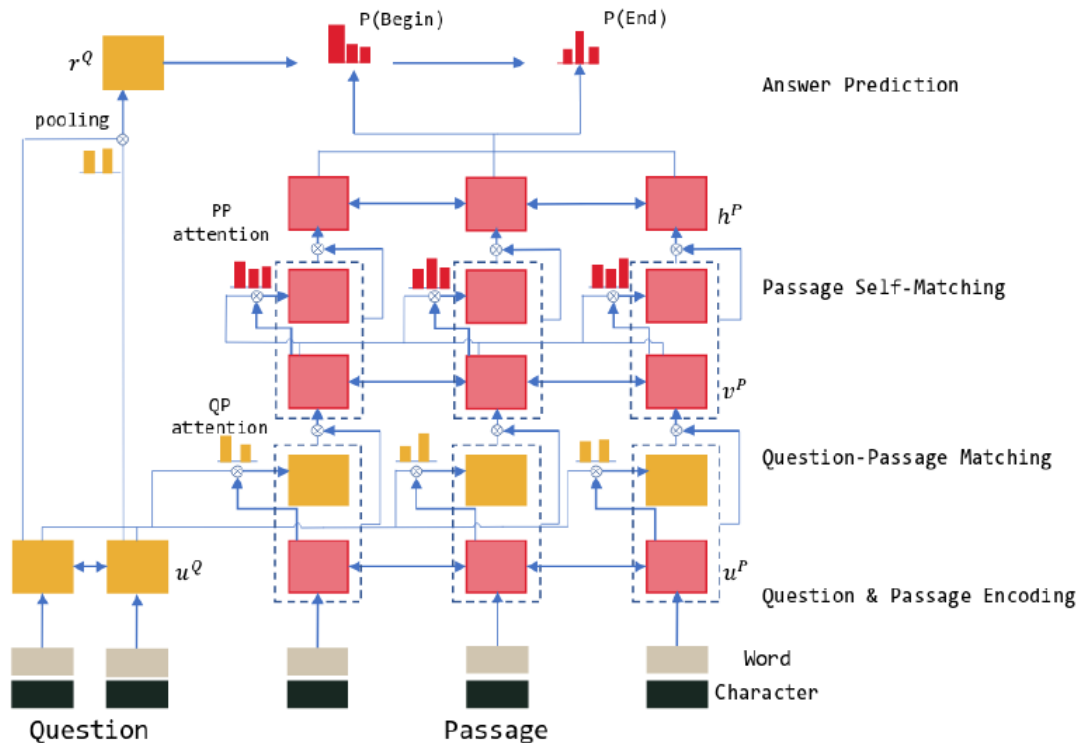 P(Begin)
P(End)
r^Q
Answer Prediction
pooling
PP
attention
h^P
Passage Self-Matching
v^P
QP
attention
Question-Passage Matching
u^Q
u^P
Question & Passage Encoding
Word
Character
Question
Passage